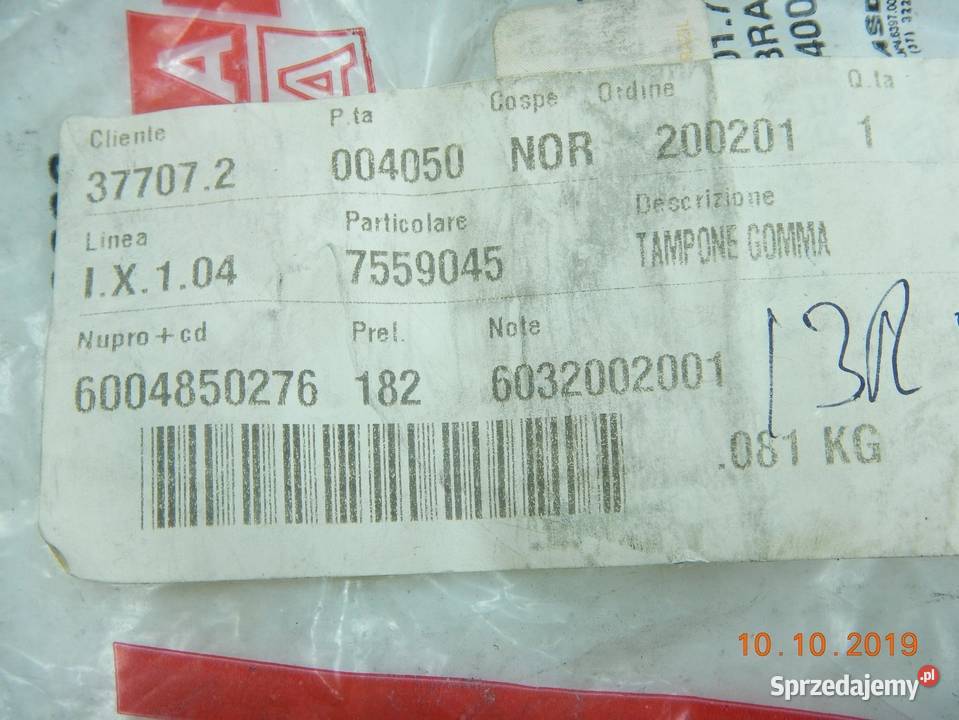 Cliente P.ta Cospe Ordine Q.ta
37707.2 004050 NOR 200201 1
Linea Particolare Descrizione
I.X.1.04 7559045 TAMPONE GOMMA
Nupro+cd Prel. Note
6004850276 182 6032002001
.081 KG
10.10.2019
Sprzedajemy.pl